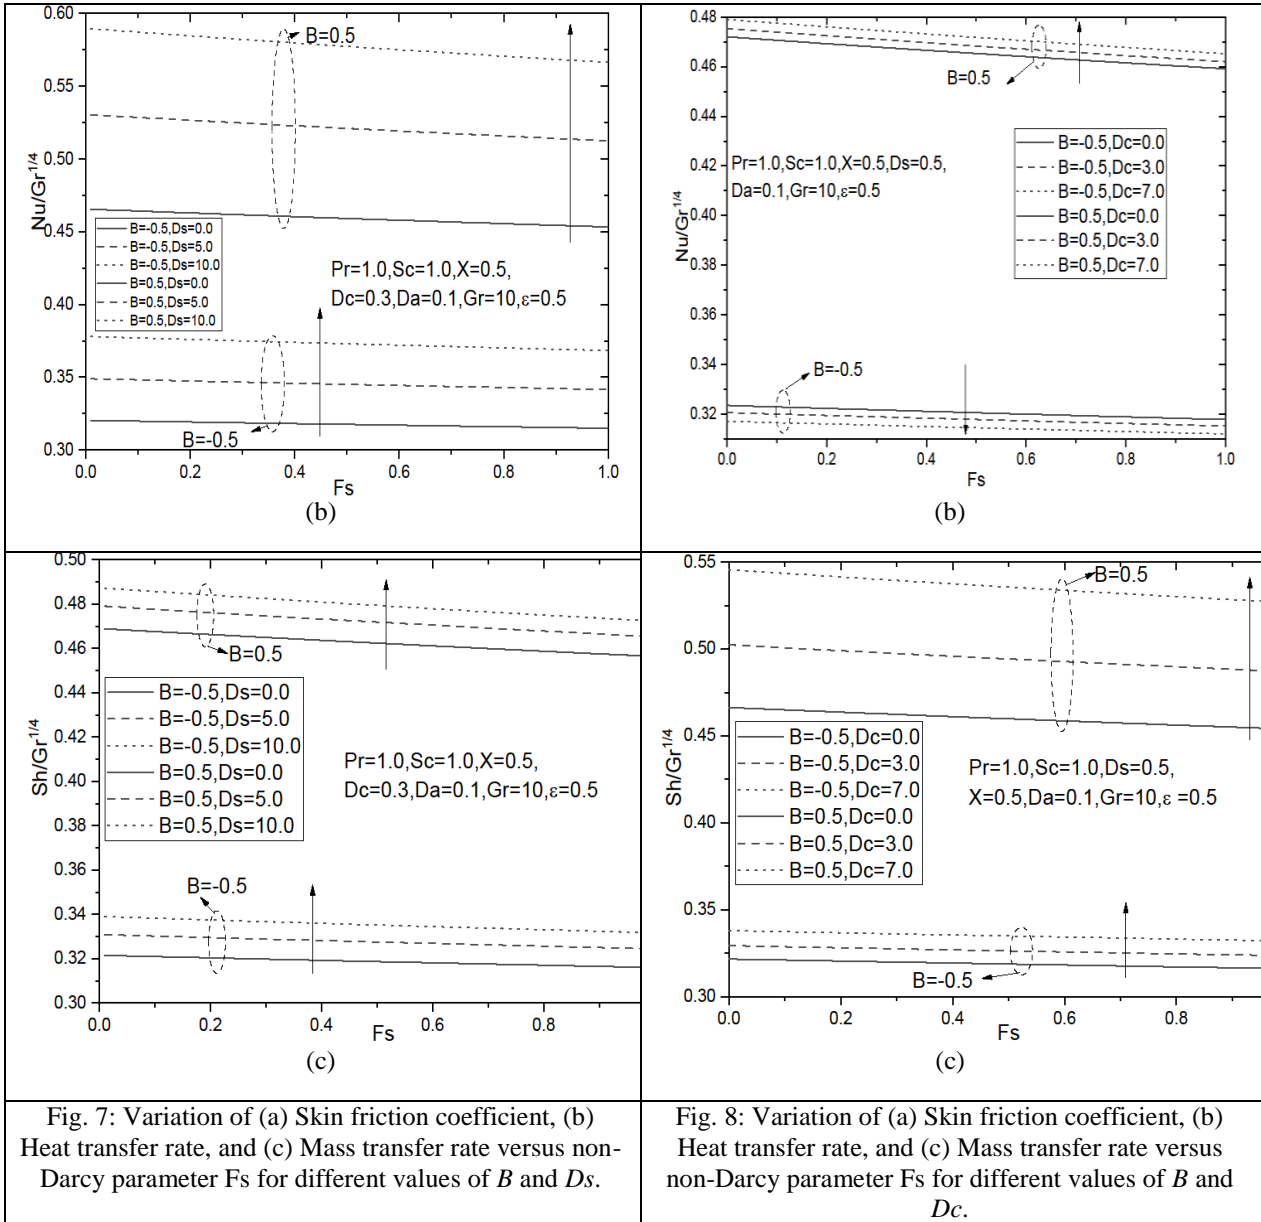 0.60
0.55
0.50
0.45
0.40
0.35
0.30
Nu/Gr1/4
B=0.5
B=-0.5,Ds=0.0
B=-0.5,Ds=5.0
B=-0.5,Ds=10.0
B=0.5,Ds=0.0
B=0.5,Ds=5.0
B=0.5,Ds=10.0
Pr=1.0,Sc=1.0,X=0.5,
Dc=0.3,Da=0.1,Gr=10,ε=0.5
B=-0.5
0.0 0.2 0.4 0.6 0.8 1.0
Fs
(b)
0.48
0.46
0.44
0.42
0.40
0.38
0.36
0.34
0.32
Nu/Gr1/4
B=0.5
Pr=1.0,Sc=1.0,X=0.5,Ds=0.5,
Da=0.1,Gr=10,ε=0.5
B=-0.5,Dc=0.0
B=-0.5,Dc=3.0
B=-0.5,Dc=7.0
B=0.5,Dc=0.0
B=0.5,Dc=3.0
B=0.5,Dc=7.0
B=-0.5
0.0 0.2 0.4 0.6 0.8 1.0
Fs
(b)
0.50
0.48
0.46
0.44
0.42
0.40
0.38
0.36
0.34
0.32
0.30
Sh/Gr1/4
B=0.5
B=-0.5,Ds=0.0
B=-0.5,Ds=5.0
B=-0.5,Ds=10.0
B=0.5,Ds=0.0
B=0.5,Ds=5.0
B=0.5,Ds=10.0
Pr=1.0,Sc=1.0,X=0.5,
Dc=0.3,Da=0.1,Gr=10,ε=0.5
B=-0.5
0.0 0.2 0.4 0.6 0.8
Fs
(c)
0.55
0.50
0.45
0.40
0.35
0.30
Sh/Gr1/4
B=0.5
B=-0.5,Dc=0.0
B=-0.5,Dc=3.0
B=-0.5,Dc=7.0
B=0.5,Dc=0.0
B=0.5,Dc=3.0
B=0.5,Dc=7.0
Pr=1.0,Sc=1.0,Ds=0.5,
X=0.5,Da=0.1,Gr=10,ε =0.5
B=-0.5
0.0 0.2 0.4 0.6 0.8
Fs
(c)
Fig. 7: Variation of (a) Skin friction coefficient, (b)
Heat transfer rate, and (c) Mass transfer rate versus non-
Darcy parameter Fs for different values of B and Ds.
Fig. 8: Variation of (a) Skin friction coefficient, (b)
Heat transfer rate, and (c) Mass transfer rate versus
non-Darcy parameter Fs for different values of B and
Dc.